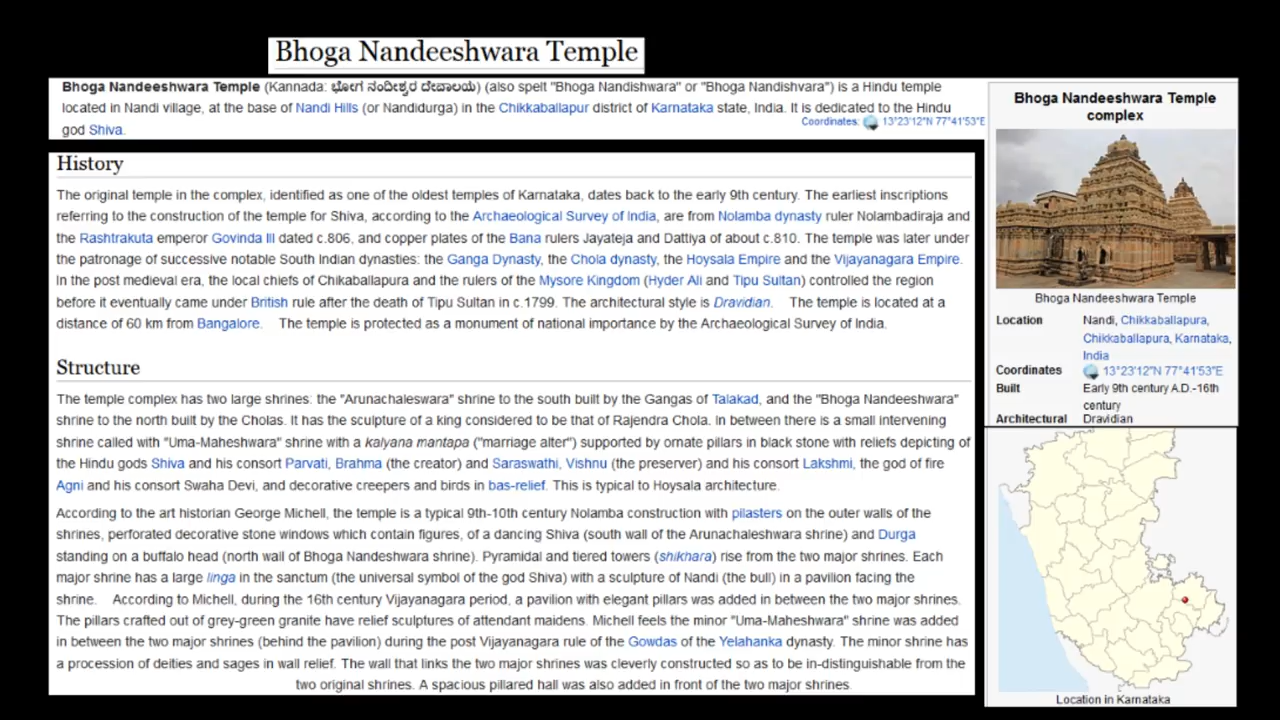 Bhoga Nandeeshwara Temple
Bhoga Nandeeshwara Temple (Kannada: ಭೋಗ ನಂದೀಶ್ವರ ದೇವಾಲಯ) (also spelt "Bhoga Nandishwara" or "Bhoga Nandishvara") is a Hindu temple
located in Nandi village, at the base of Nandi Hills (or Nandidurga) in the Chikkaballapur district of Karnataka state, India. It is dedicated to the Hindu
god Shiva.
Coordinates: 13°23'12"N 77°41'53"E
History
The original temple in the complex, identified as one of the oldest temples of Karnataka, dates back to the early 9th century. The earliest inscriptions
referring to the construction of the temple for Shiva, according to the Archaeological Survey of India, are from Nolamba dynasty ruler Nolambadiraja and
the Rashtrakuta emperor Govinda III dated c.806, and copper plates of the Bana rulers Jayateja and Dattiya of about c.810. The temple was later under
the patronage of successive notable South Indian dynasties: the Ganga Dynasty, the Chola dynasty, the Hoysala Empire and the Vijayanagara Empire.
In the post medieval era, the local chiefs of Chikaballapura and the rulers of the Mysore Kingdom (Hyder Ali and Tipu Sultan) controlled the region
before it eventually came under British rule after the death of Tipu Sultan in c.1799. The architectural style is Dravidian. The temple is located at a
distance of 60 km from Bangalore. The temple is protected as a monument of national importance by the Archaeological Survey of India.
Structure
The temple complex has two large shrines: the "Arunachaleswara" shrine to the south built by the Gangas of Talakad, and the "Bhoga Nandeeshwara"
shrine to the north built by the Cholas. It has the sculpture of a king considered to be that of Rajendra Chola. In between there is a small intervening
shrine called with "Uma-Maheshwara" shrine with a kalyana mantapa ("marriage alter") supported by ornate pillars in black stone with reliefs depicting of
the Hindu gods Shiva and his consort Parvati, Brahma (the creator) and Saraswathi, Vishnu (the preserver) and his consort Lakshmi, the god of fire
Agni and his consort Swaha Devi, and decorative creepers and birds in bas-relief. This is typical to Hoysala architecture.
According to the art historian George Michell, the temple is a typical 9th-10th century Nolamba construction with pilasters on the outer walls of the
shrines, perforated decorative stone windows which contain figures, of a dancing Shiva (south wall of the Arunachaleshwara shrine) and Durga
standing on a buffalo head (north wall of Bhoga Nandeshwara shrine). Pyramidal and tiered towers (shikhara) rise from the two major shrines. Each
major shrine has a large linga in the sanctum (the universal symbol of the god Shiva) with a sculpture of Nandi (the bull) in a pavilion facing the
shrine. According to Michell, during the 16th century Vijayanagara period, a pavilion with elegant pillars was added in between the two major shrines.
The pillars crafted out of grey-green granite have relief sculptures of attendant maidens. Michell feels the minor "Uma-Maheshwara" shrine was added
in between the two major shrines (behind the pavilion) during the post Vijayanagara rule of the Gowdas of the Yelahanka dynasty. The minor shrine has
a procession of deities and sages in wall relief. The wall that links the two major shrines was cleverly constructed so as to be in-distinguishable from the
two original shrines. A spacious pillared hall was also added in front of the two major shrines.
Bhoga Nandeeshwara Temple
complex
Bhoga Nandeeshwara Temple
Location Nandi, Chikkaballapura,
Chikkaballapura, Karnataka,
India
Coordinates 13°23'12"N 77°41'53"E
Built Early 9th century A.D.-16th
century
Architectural Dravidian
Location in Karnataka